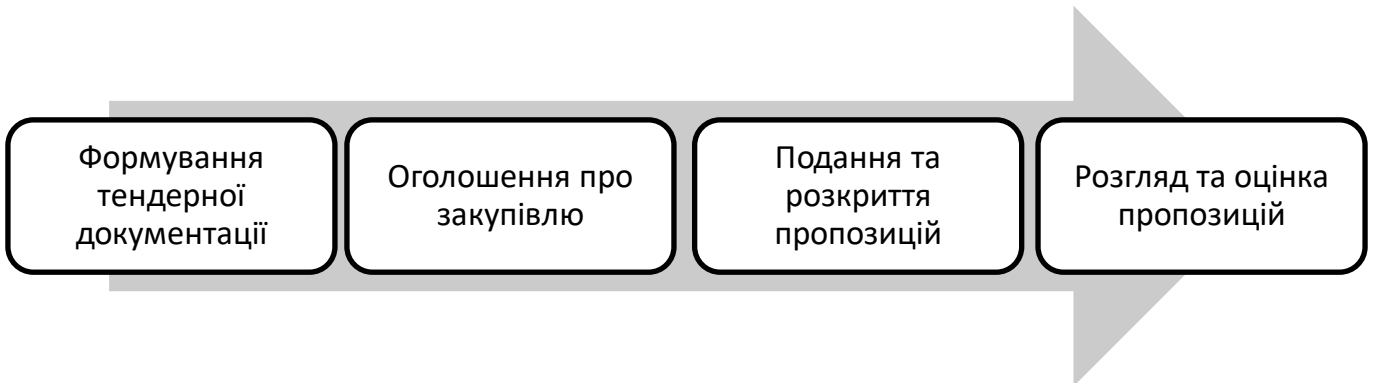 Формування
тендерної
документації
Оголошення про
закупівлю
Подання та
розкриття
пропозицій
Розгляд та оцінка
пропозицій